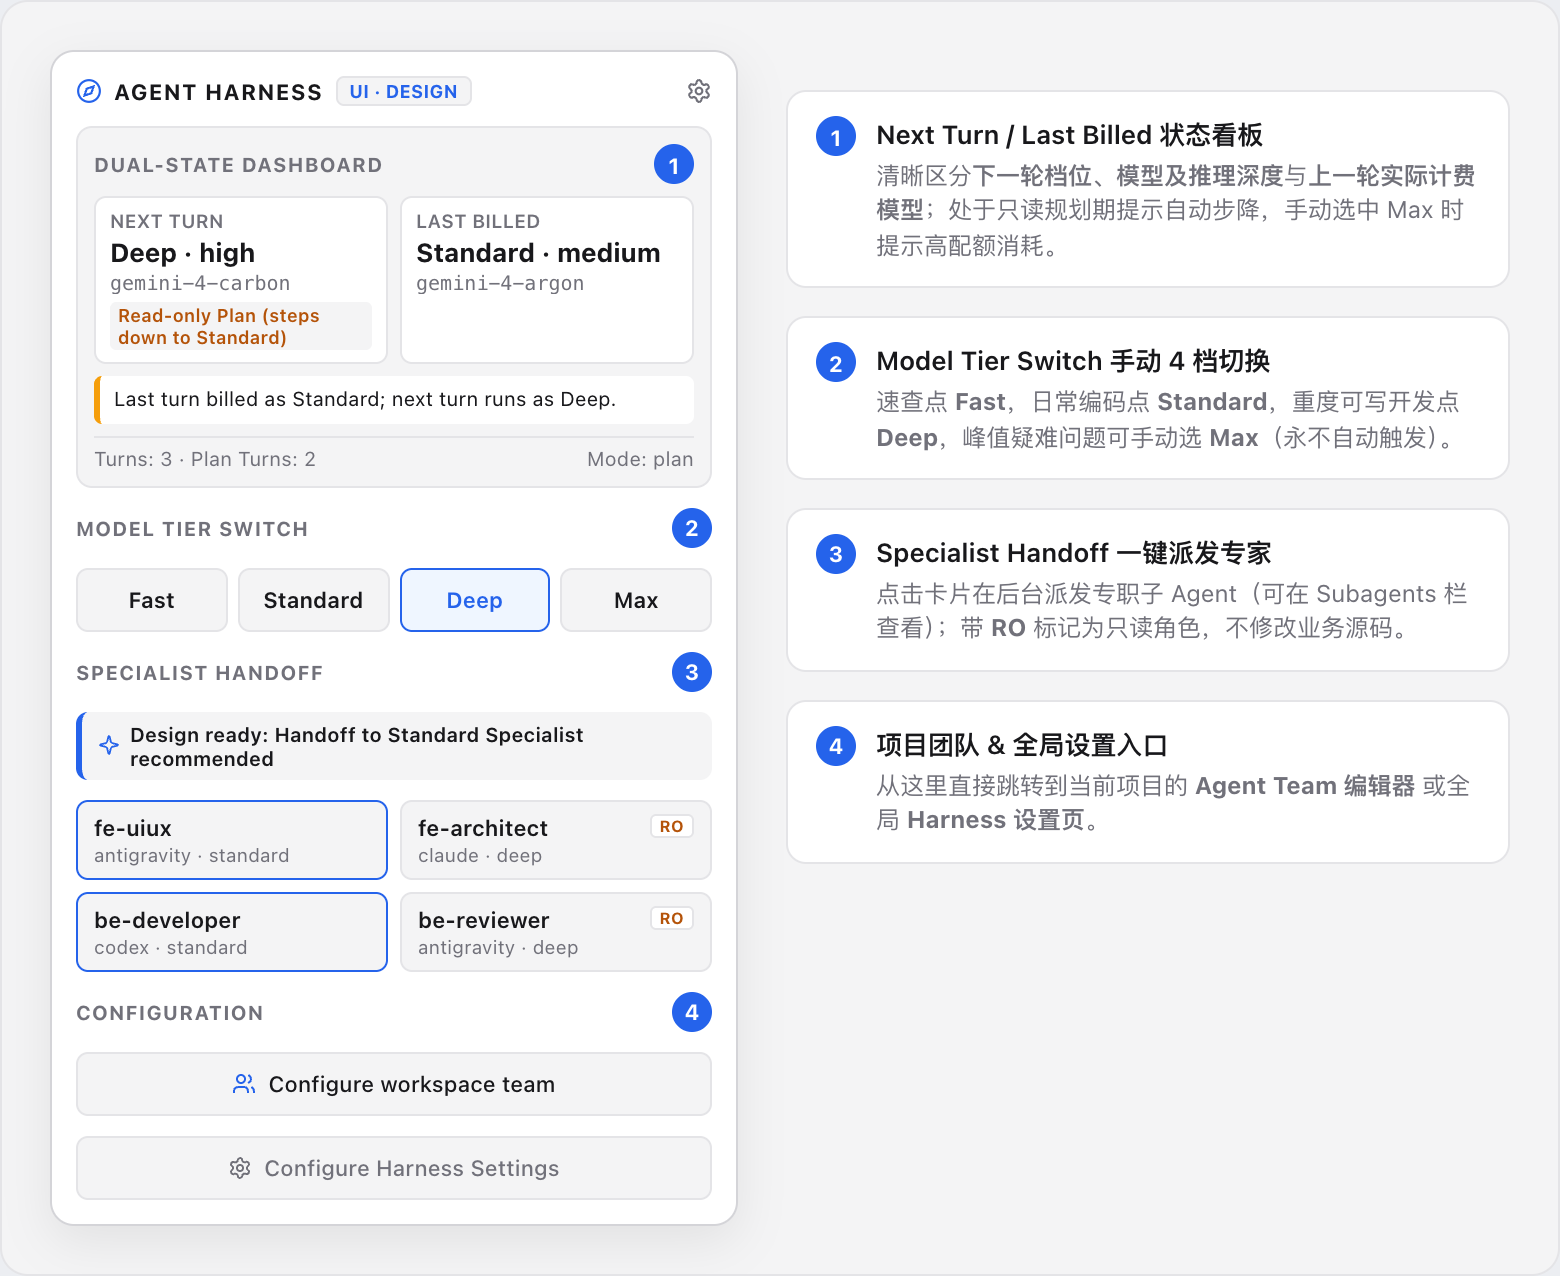 AGENT HARNESS
UI · DESIGN
DUAL-STATE DASHBOARD
1
NEXT TURN
Deep · high
gemini-4-carbon
Read-only Plan (steps
down to Standard)
LAST BILLED
Standard · medium
gemini-4-argon
Last turn billed as Standard; next turn runs as Deep.
Turns: 3 · Plan Turns: 2
Mode: plan
MODEL TIER SWITCH
2
Fast
Standard
Deep
Max
SPECIALIST HANDOFF
3
Design ready: Handoff to Standard Specialist
recommended
fe-uiux
antigravity · standard
fe-architect
RO
claude · deep
be-developer
codex · standard
be-reviewer
RO
antigravity · deep
CONFIGURATION
4
Configure workspace team
Configure Harness Settings
1
Next Turn / Last Billed 状态看板
清晰区分下一轮档位、模型及推理深度与上一轮实际计费
模型；处于只读规划期提示自动步降，手动选中 Max 时
提示高配额消耗。
2
Model Tier Switch 手动 4 档切换
速查点 Fast，日常编码点 Standard，重度可写开发点
Deep，峰值疑难问题可手动选 Max（永不自动触发）。
3
Specialist Handoff 一键派发专家
点击卡片在后台派发专职子 Agent（可在 Subagents 栏
查看）；带 RO 标记为只读角色，不修改业务源码。
4
项目团队 & 全局设置入口
从这里直接跳转到当前项目的 Agent Team 编辑器 或全
局 Harness 设置页。